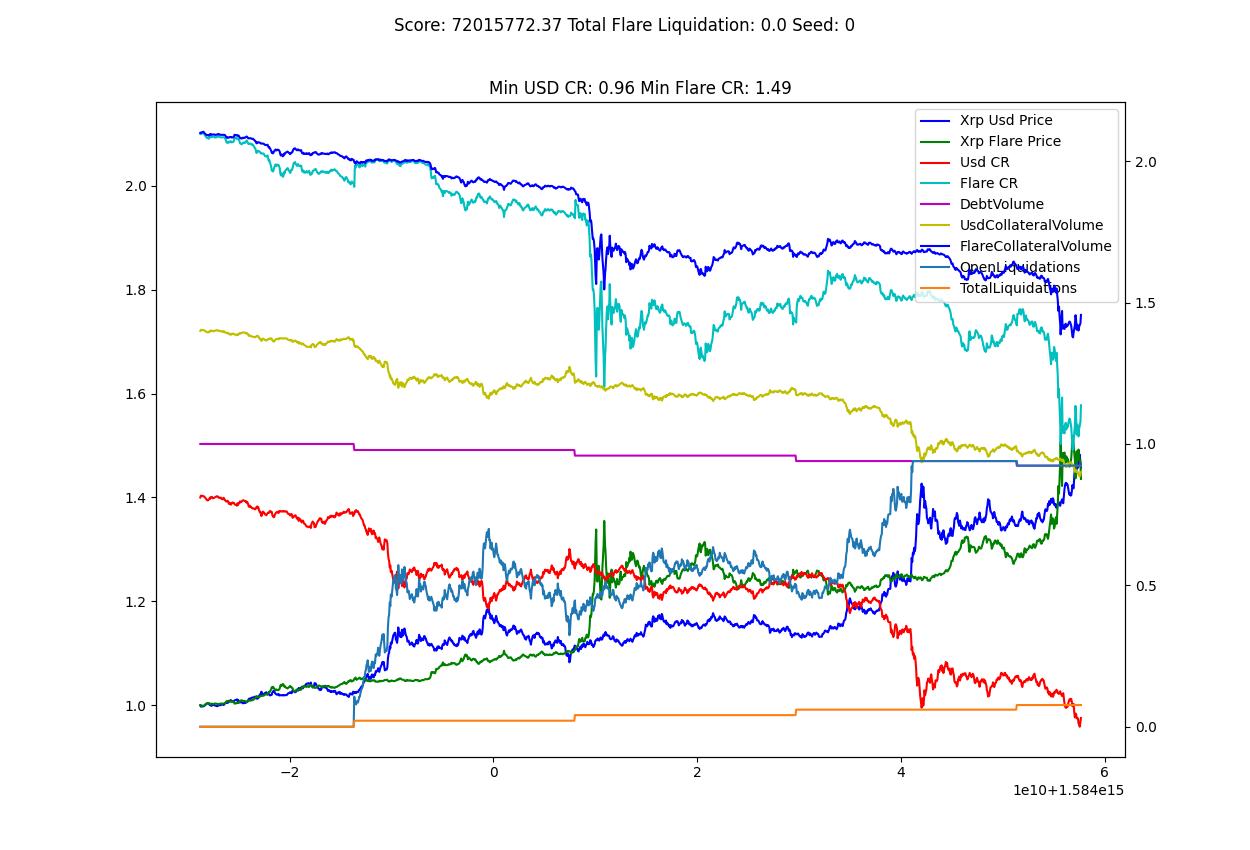 Score: 72015772.37 Total Flare Liquidation: 0.0 Seed: 0
Min USD CR: 0.96 Min Flare CR: 1.49
Xrp Usd Price
Xrp Flare Price
Usd CR
Flare CR
DebtVolume
UsdCollateralVolume
FlareCollateralVolume
OpenLiquidations
TotalLiquidations
2.0
1.8
1.6
1.4
1.2
1.0
2.0
1.5
1.0
0.5
0.0
−2 0 2 4 6
1e10+1.584e15